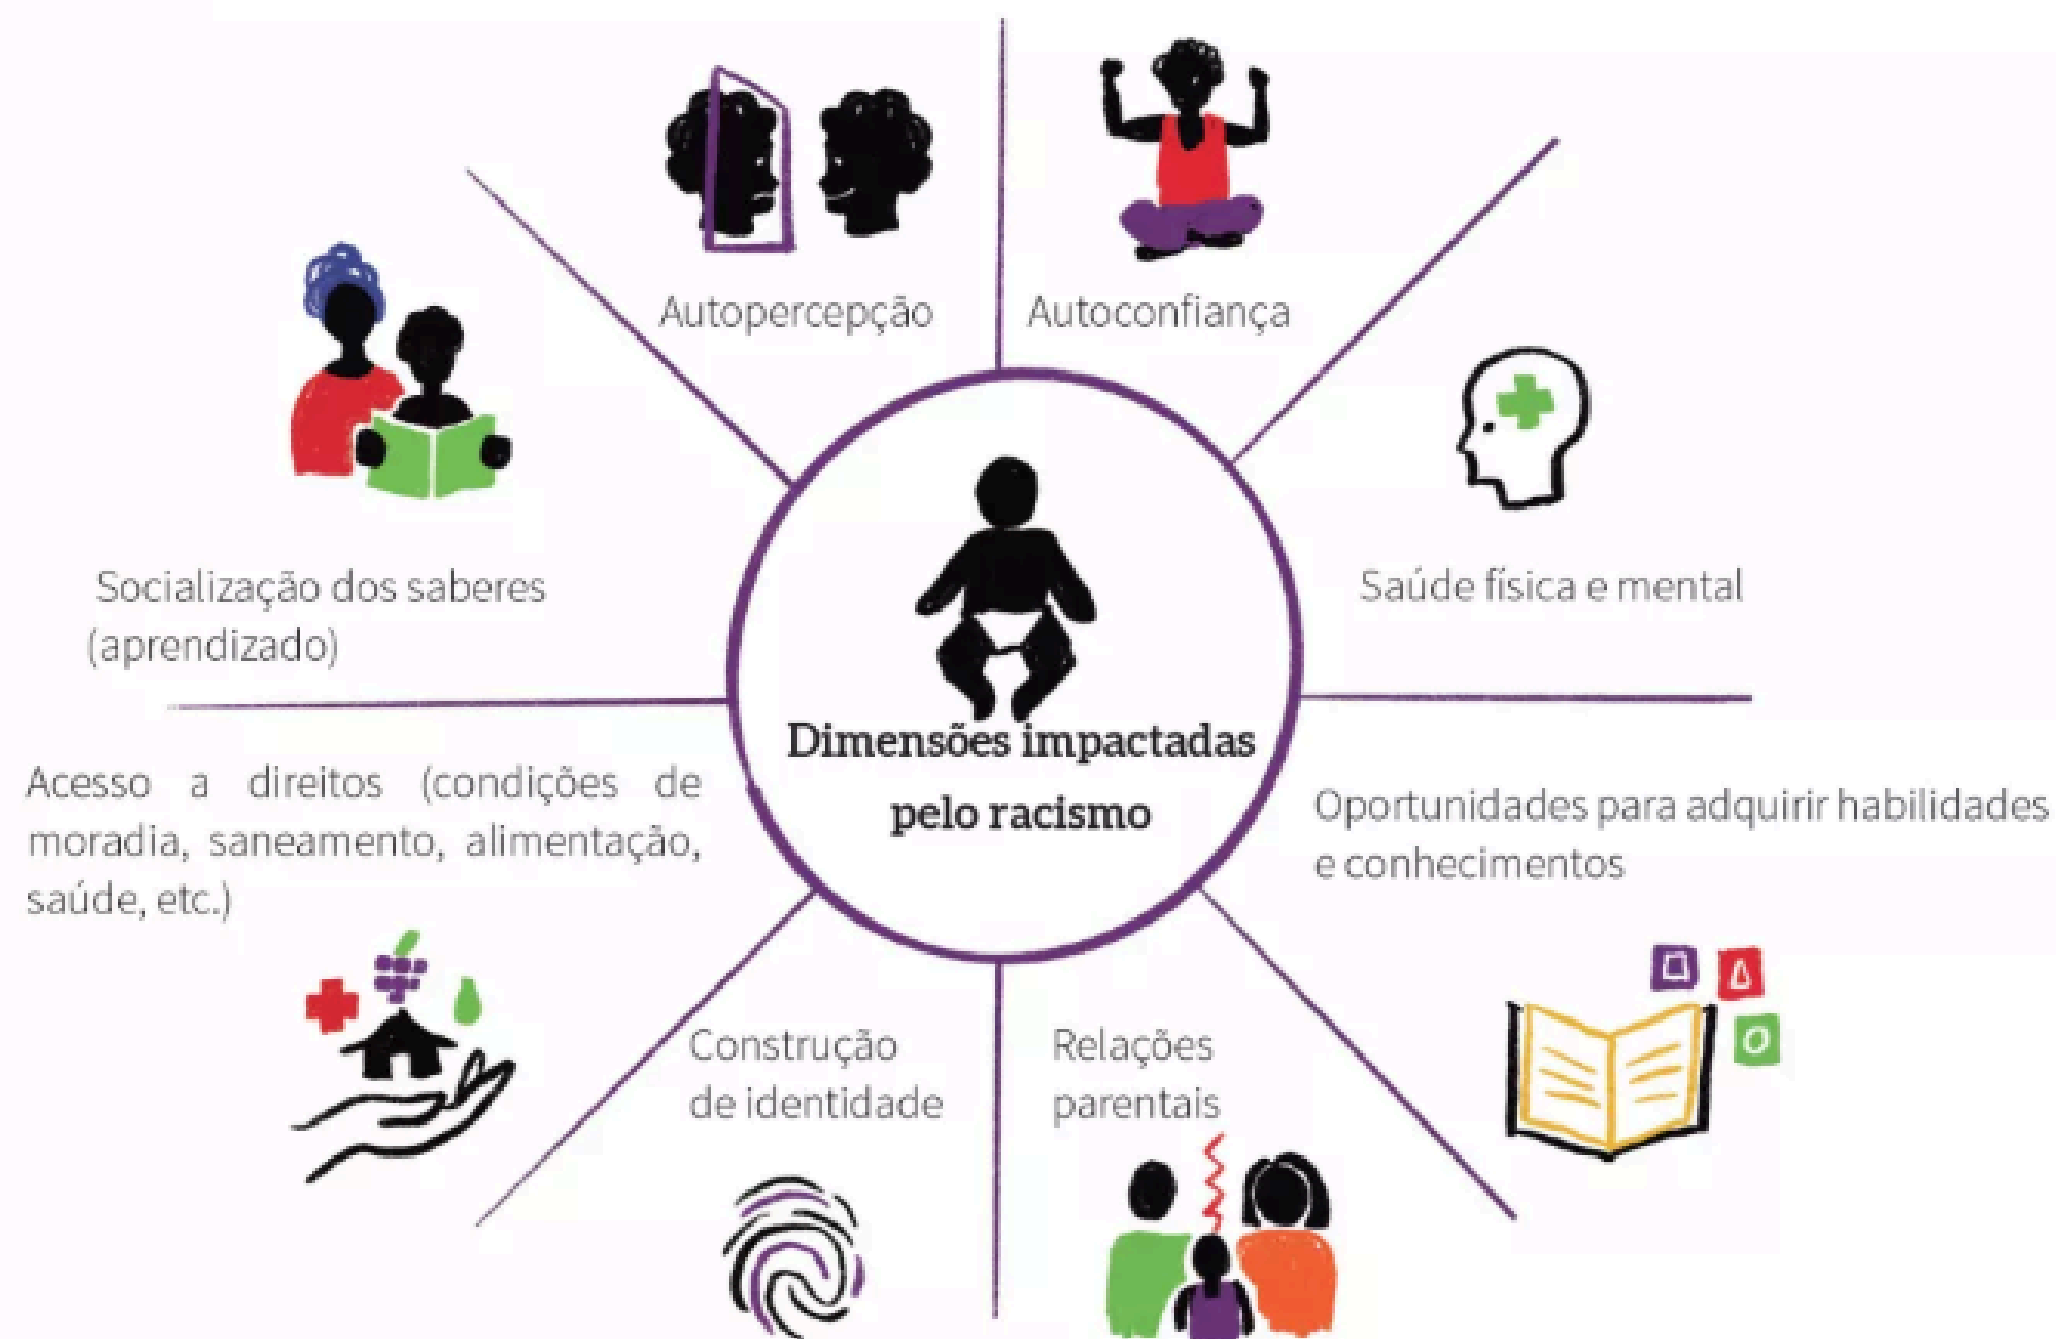 Autopercepção
Autoconfiança
Socialização dos saberes
(aprendizado)
Saúde física e mental
Dimensões impactadas
pelo racismo
Acesso a direitos (condições de
moradia, saneamento, alimentação,
saúde, etc.)
Oportunidades para adquirir habilidades
e conhecimentos
Construção
de identidade
Relações
parentais